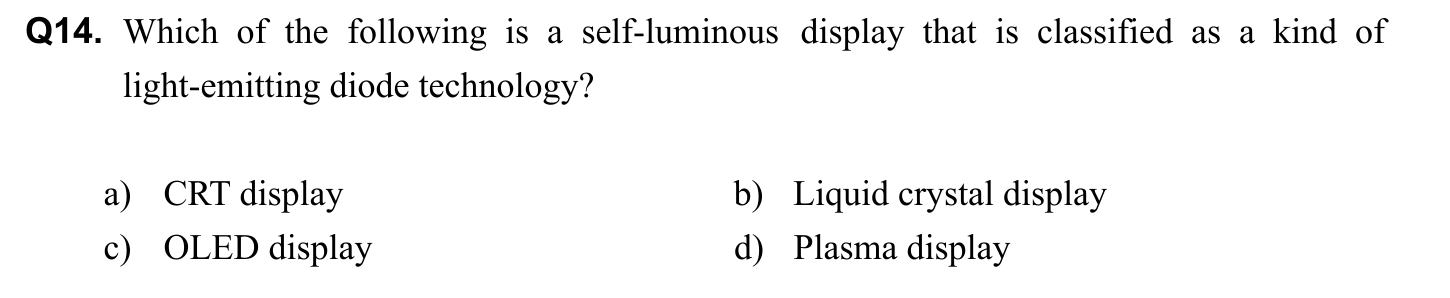 Q14. Which of the following is a self-luminous display that is classified as a kind of
light-emitting diode technology?
a) CRT display b) Liquid crystal display
c) OLED display d) Plasma display